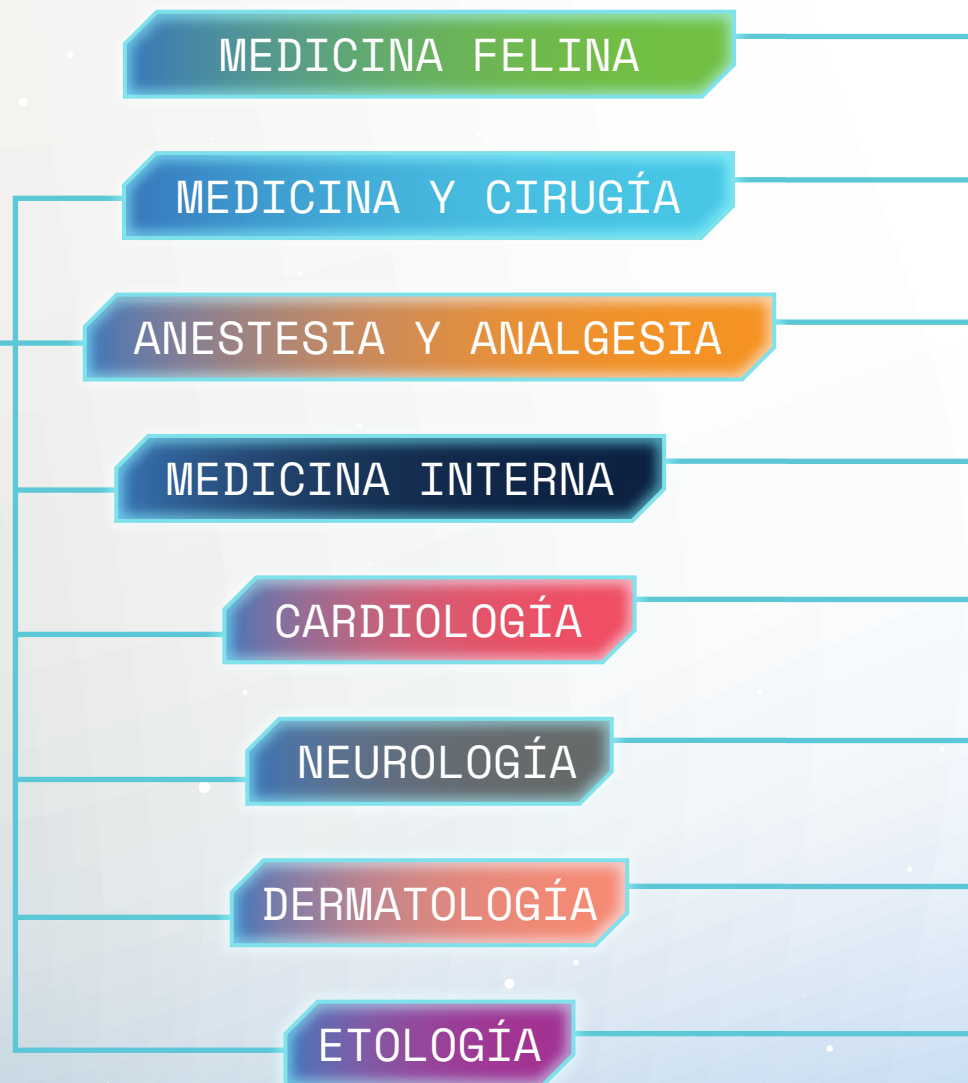 MEDICINA FELINA
MEDICINA Y CIRUGÍA
ANESTESIA Y ANALGESIA
MEDICINA INTERNA
CARDIOLOGÍA
NEUROLOGÍA
DERMATOLOGÍA
ETOLOGÍA